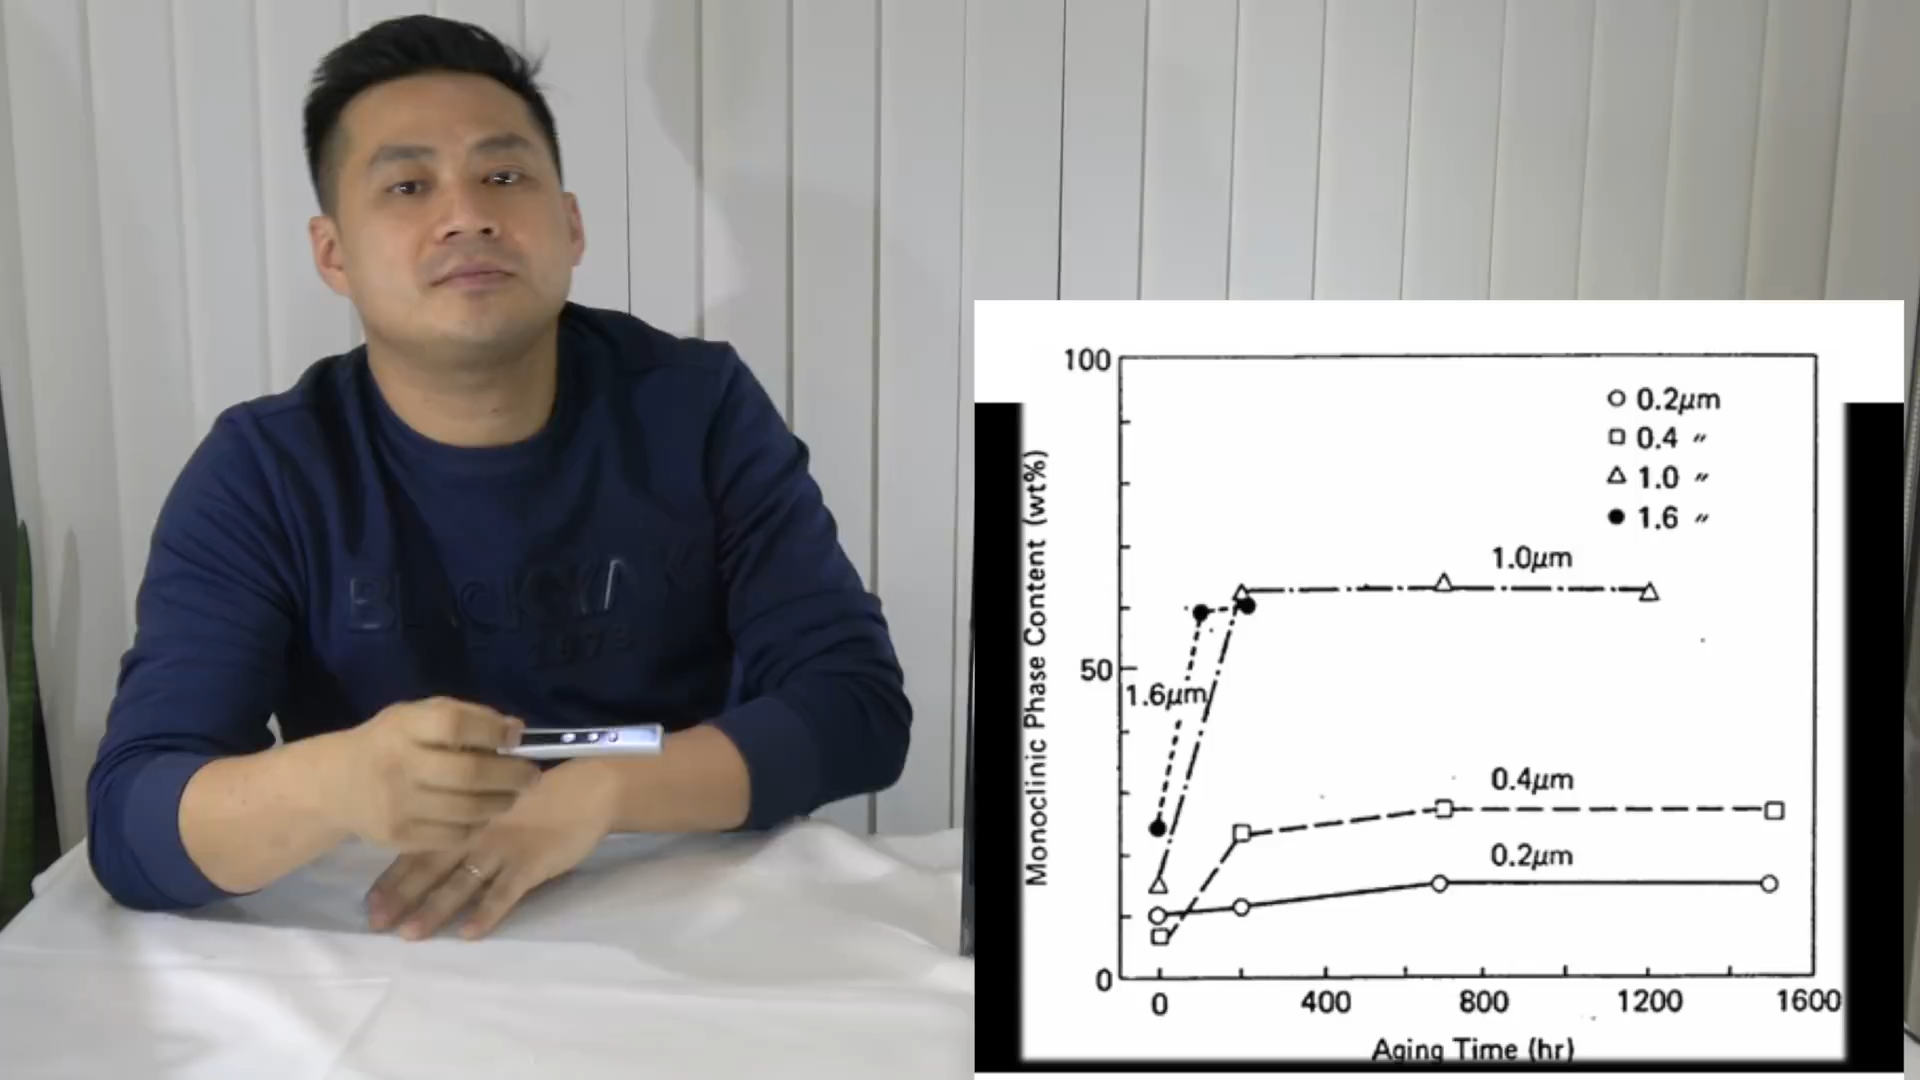 100
○ 0.2μm
□ 0.4 〃
△ 1.0 〃
● 1.6 〃
Monoclinic Phase Content (wt%)
1.0μm
50
1.6μm
0.4μm
0.2μm
0
0 400 800 1200 1600
Aging Time (hr)
1973